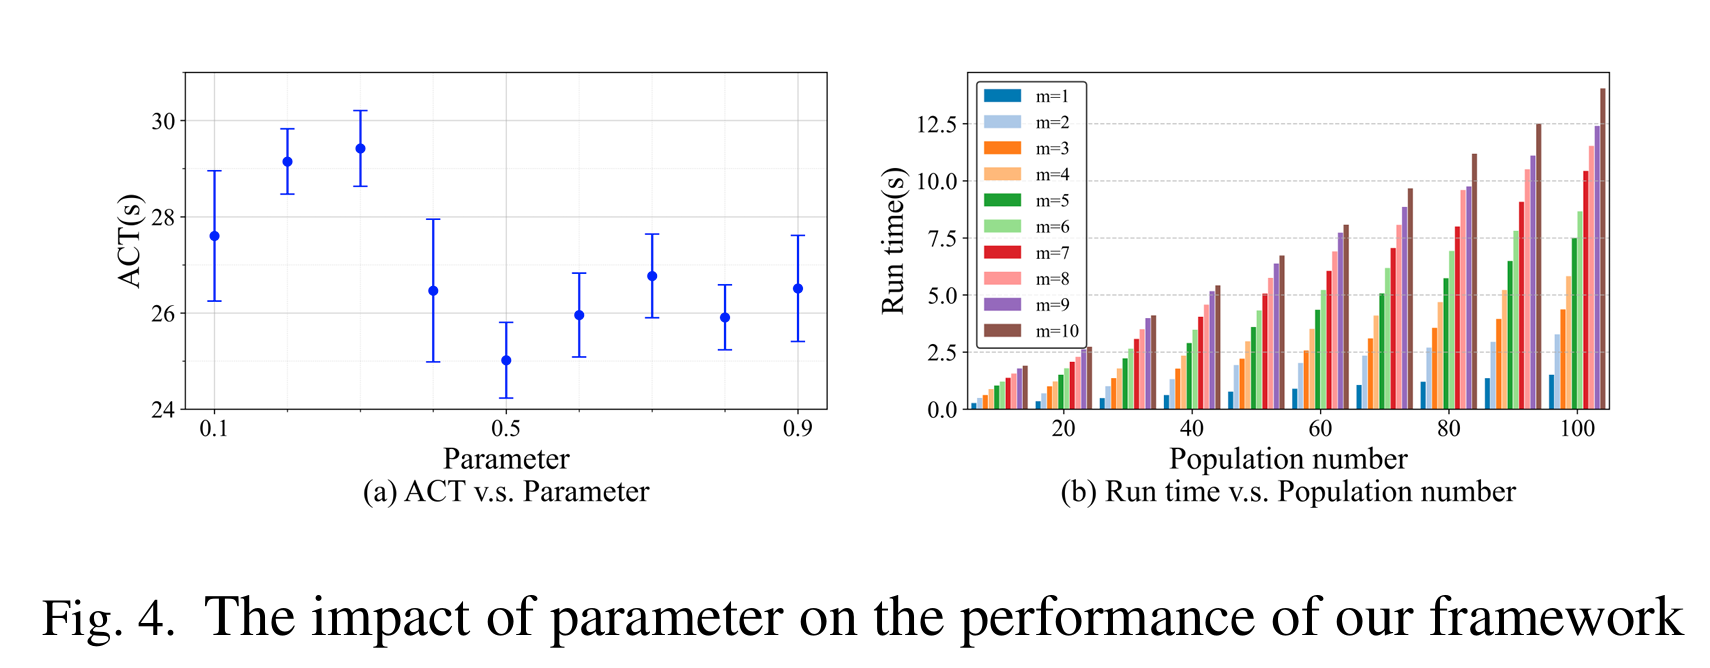 30
28
26
24
ACT(s)
0.1
0.5
0.9
Parameter
(a) ACT v.s. Parameter
12.5
10.0
7.5
5.0
2.5
0.0
Run time(s)
m=1
m=2
m=3
m=4
m=5
m=6
m=7
m=8
m=9
m=10
20
40
60
80
100
Population number
(b) Run time v.s. Population number
Fig. 4. The impact of parameter on the performance of our framework